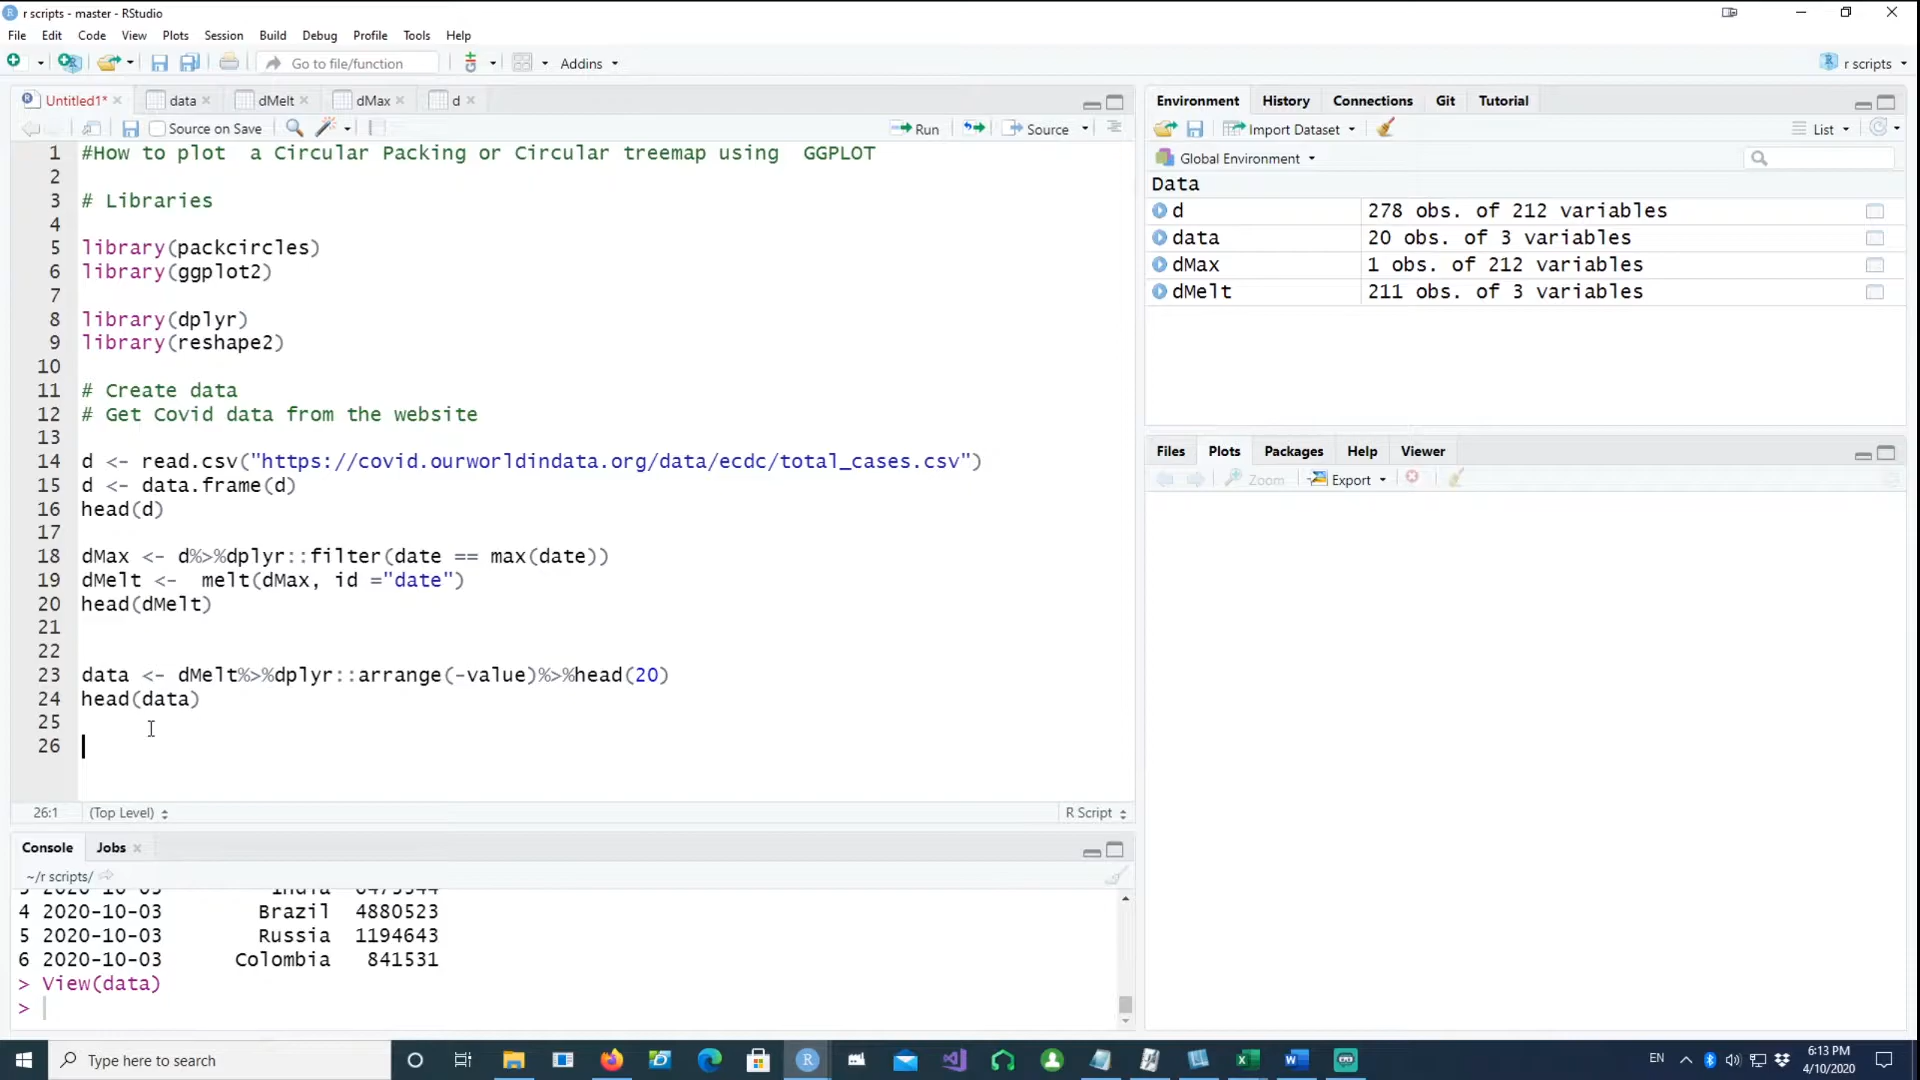 r scripts - master - RStudio
File Edit Code View Plots Session Build Debug Profile Tools Help
Go to file/function Addins r scripts
Untitled1* data dMelt dMax d
Source on Save Run Source
1 #How to plot  a Circular Packing or Circular treemap using  GGPLOT
2
3 # Libraries
4
5 library(packcircles)
6 library(ggplot2)
7
8 library(dplyr)
9 library(reshape2)
10
11 # Create data
12 # Get Covid data from the website
13
14 d <- read.csv("https://covid.ourworldindata.org/data/ecdc/total_cases.csv")
15 d <- data.frame(d)
16 head(d)
17
18 dMax <- d%>%dplyr::filter(date == max(date))
19 dMelt <-  melt(dMax, id ="date")
20 head(dMelt)
21
22
23 data <- dMelt%>%dplyr::arrange(-value)%>%head(20)
24 head(data)
25
26
26:1 (Top Level) R Script
Console Jobs
~/r scripts/
4 2020-10-03 Brazil 4880523
5 2020-10-03 Russia 1194643
6 2020-10-03 Colombia 841531
> View(data)
>
Environment History Connections Git Tutorial
Import Dataset List
Global Environment
Data
d 278 obs. of 212 variables
data 20 obs. of 3 variables
dMax 1 obs. of 212 variables
dMelt 211 obs. of 3 variables
Files Plots Packages Help Viewer
Zoom Export
Type here to search
EN
6:13 PM
4/10/2020